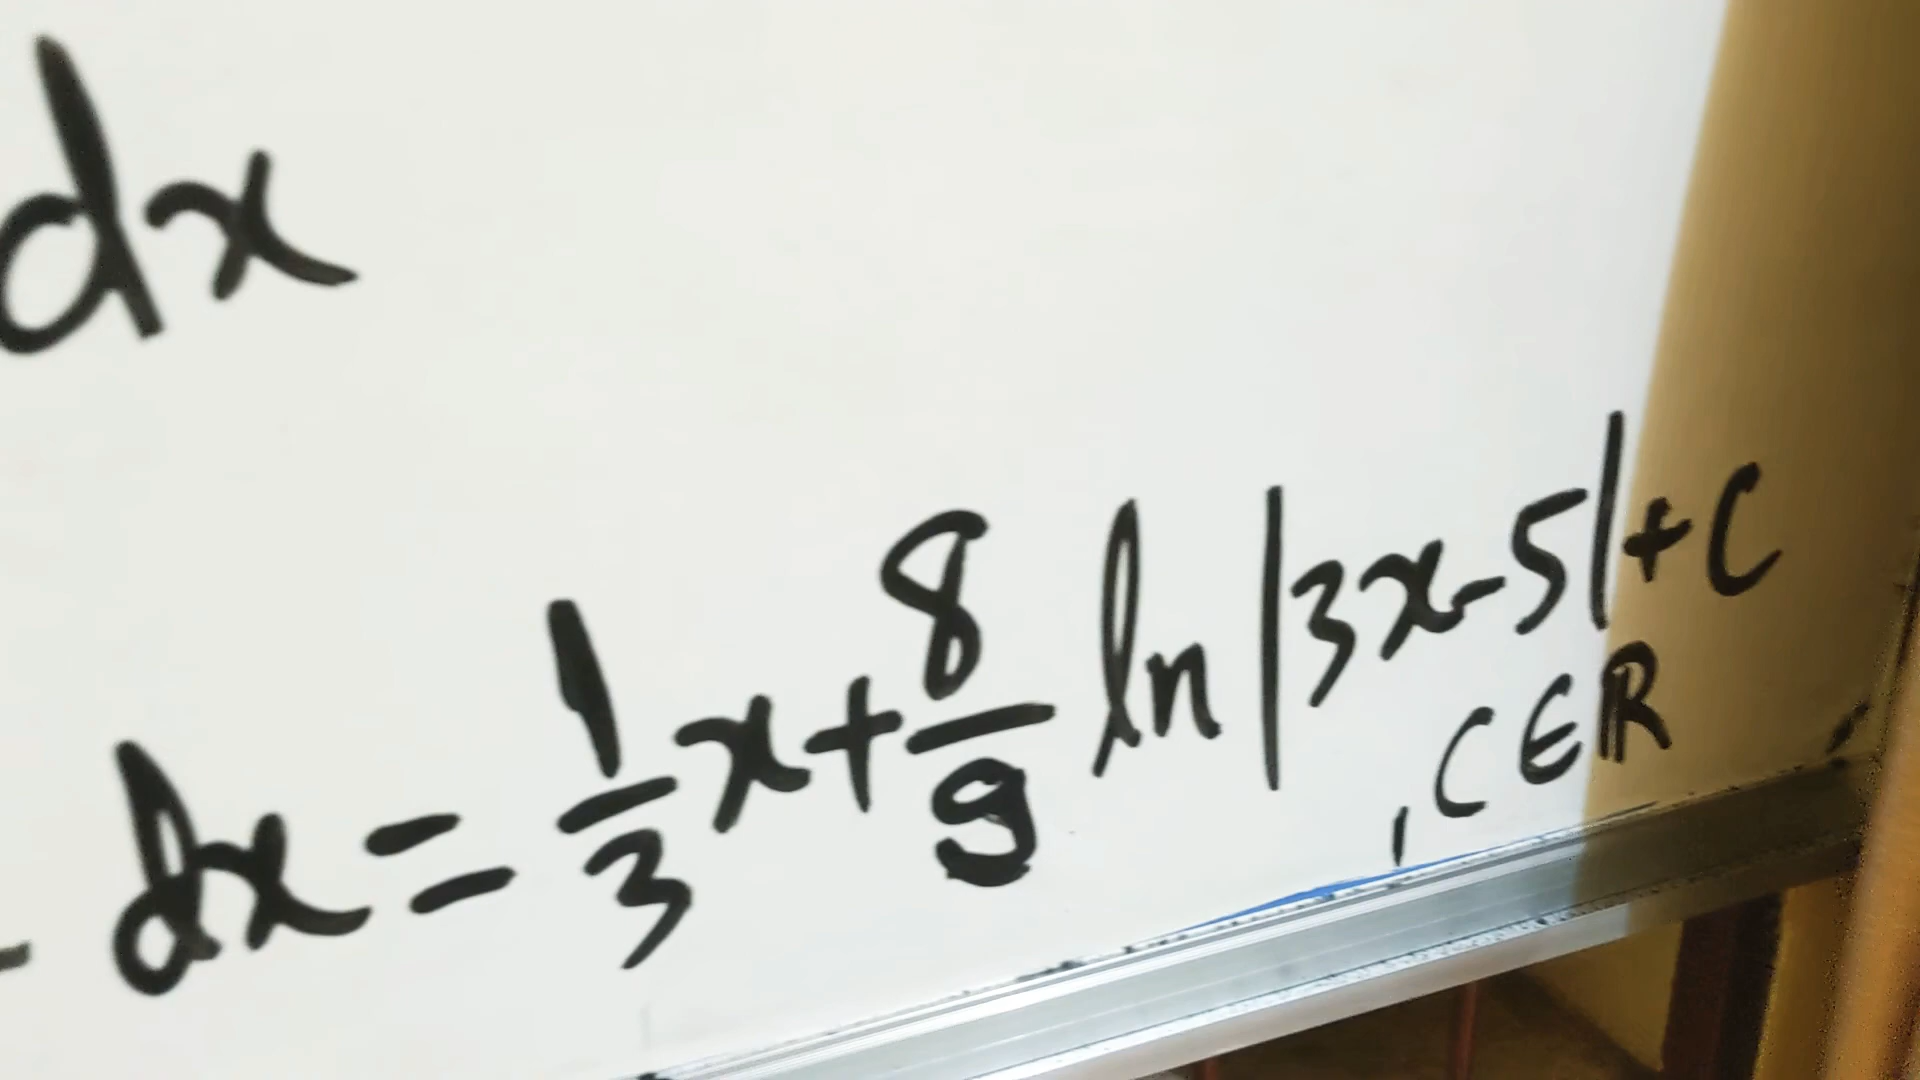 dx
dx = 1/3 x + 8/9 ln |3x-5| + C
, C ∈ ℝ